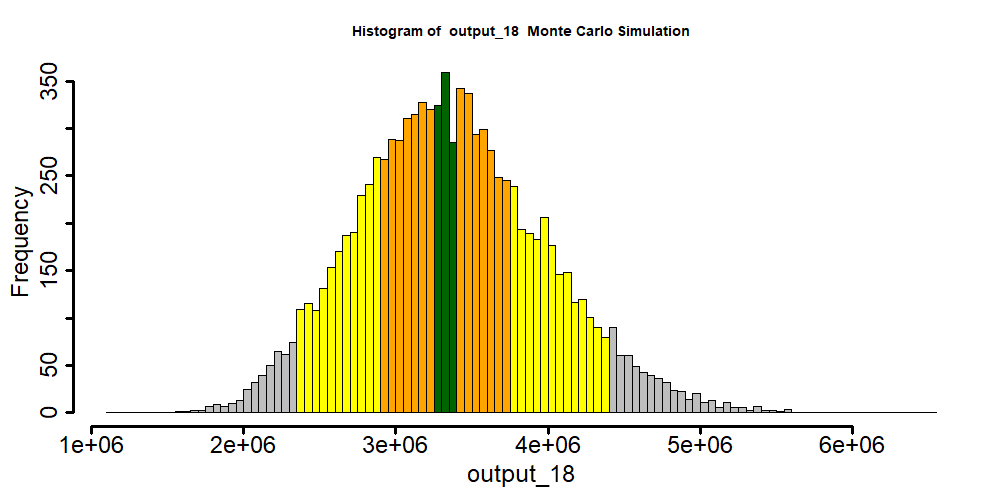 Histogram of output_18 Monte Carlo Simulation
Frequency
350
250
150
50
0
1e+06 2e+06 3e+06 4e+06 5e+06 6e+06
output_18